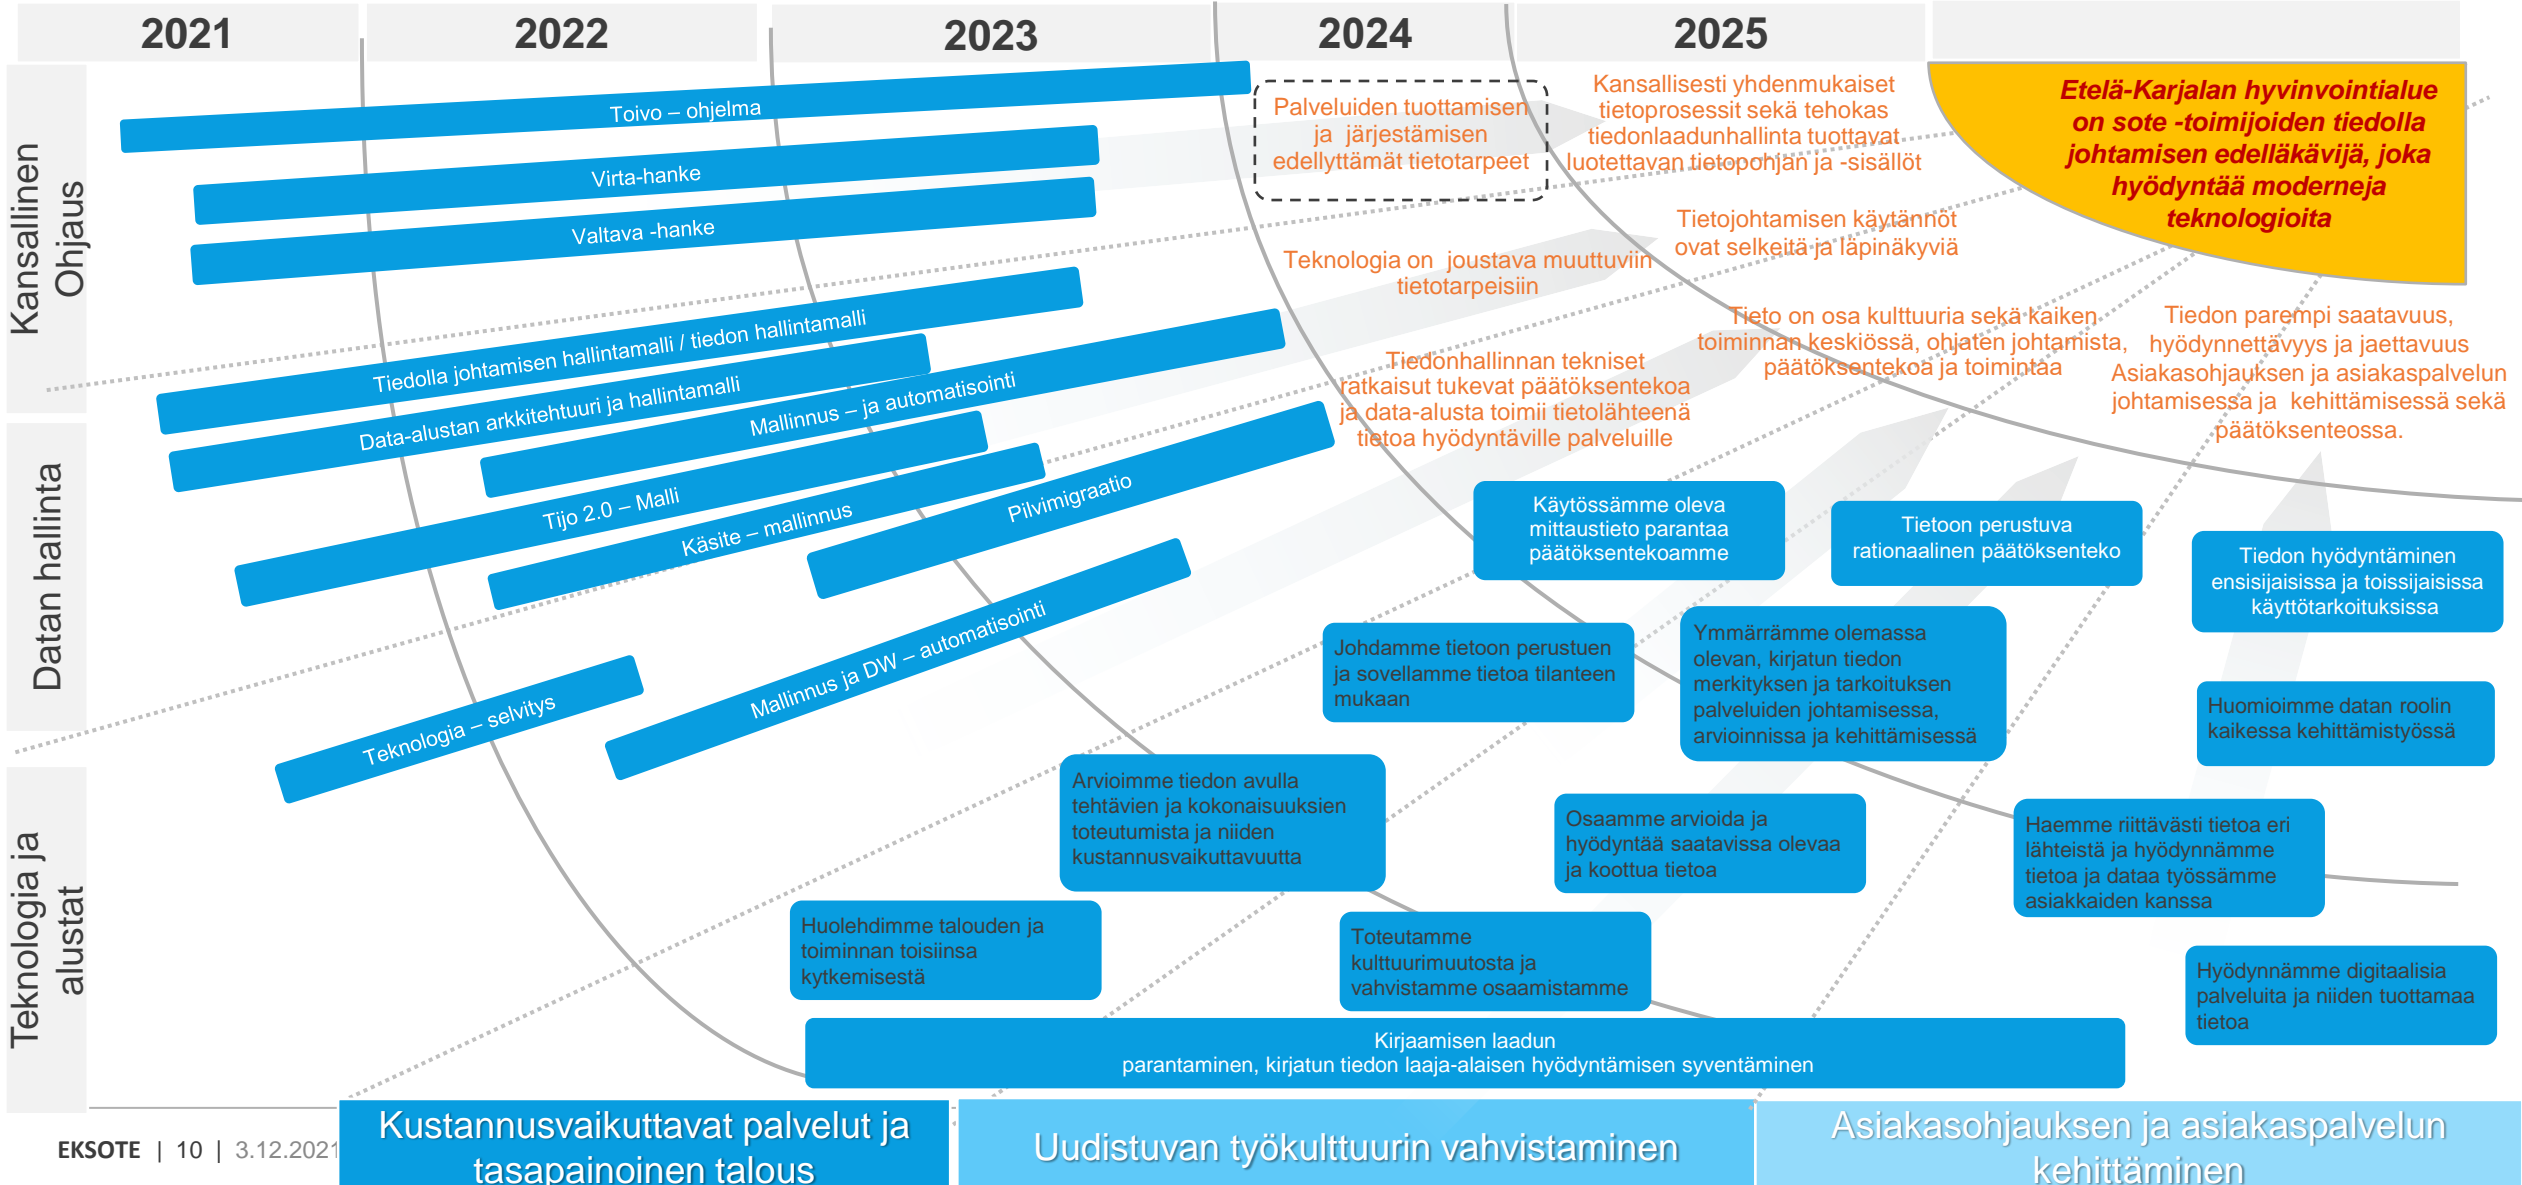 2021
2022
2023
2024
2025
Kansallinen
Ohjaus
Datan hallinta
Teknologia ja
alustat
Toivo – ohjelma
Virta-hanke
Valtava -hanke
Tiedolla johtamisen hallintamalli / tiedon hallintamalli
Data-alustan arkkitehtuuri ja hallintamalli
Mallinnus – ja automatisointi
Tijo 2.0 – Malli
Käsite – mallinnus
Pilvimigraatio
Teknologia – selvitys
Mallinnus ja DW – automatisointi
Palveluiden tuottamisen
ja järjestämisen
edellyttämät tietotarpeet
Kansallisesti yhdenmukaiset
tietoprosessit sekä tehokas
tiedonlaadunhallinta tuottavat
luotettavan tietopohjan ja -sisällöt
Etelä-Karjalan hyvinvointialue
on sote -toimijoiden tiedolla
johtamisen edelläkävijä, joka
hyödyntää moderneja
teknologioita
Teknologia on joustava muuttuviin
tietotarpeisiin
Tietojohtamisen käytännöt
ovat selkeitä ja läpinäkyviä
Tiedonhallinnan tekniset
ratkaisut tukevat päätöksentekoa
ja data-alusta toimii tietolähteenä
tietoa hyödyntäville palveluille
Tieto on osa kulttuuria sekä kaiken
toiminnan keskiössä, ohjaten johtamista,
päätöksentekoa ja toimintaa
Tiedon parempi saatavuus,
hyödynnettävyys ja jaettavuus
Asiakasohjauksen ja asiakaspalvelun
johtamisessa ja kehittämisessä sekä
päätöksenteossa.
Käytössämme oleva
mittaustieto parantaa
päätöksentekoamme
Tietoon perustuva
rationaalinen päätöksenteko
Tiedon hyödyntäminen
ensisijaisissa ja toissijaisissa
käyttötarkoituksissa
Johdamme tietoon perustuen
ja sovellamme tietoa tilanteen
mukaan
Ymmärrämme olemassa
olevan, kirjatun tiedon
merkityksen ja tarkoituksen
palveluiden johtamisessa,
arvioinnissa ja kehittämisessä
Huomioimme datan roolin
kaikessa kehittämistyössä
Arvioimme tiedon avulla
tehtävien ja kokonaisuuksien
toteutumista ja niiden
kustannusvaikuttavuutta
Osaamme arvioida ja
hyödyntää saatavissa olevaa
ja koottua tietoa
Haemme riittävästi tietoa eri
lähteistä ja hyödynnämme
tietoa ja dataa työssämme
asiakkaiden kanssa
Huolehdimme talouden ja
toiminnan toisiinsa
kytkemisestä
Toteutamme
kulttuurimuutosta ja
vahvistamme osaamistamme
Hyödynnämme digitaalisia
palveluita ja niiden tuottamaa
tietoa
Kirjaamisen laadun
parantaminen, kirjatun tiedon laaja-alaisen hyödyntämisen syventäminen
EKSOTE | 10 | 3.12.2021
Kustannusvaikuttavat palvelut ja
tasapainoinen talous
Uudistuvan työkulttuurin vahvistaminen
Asiakasohjauksen ja asiakaspalvelun
kehittäminen